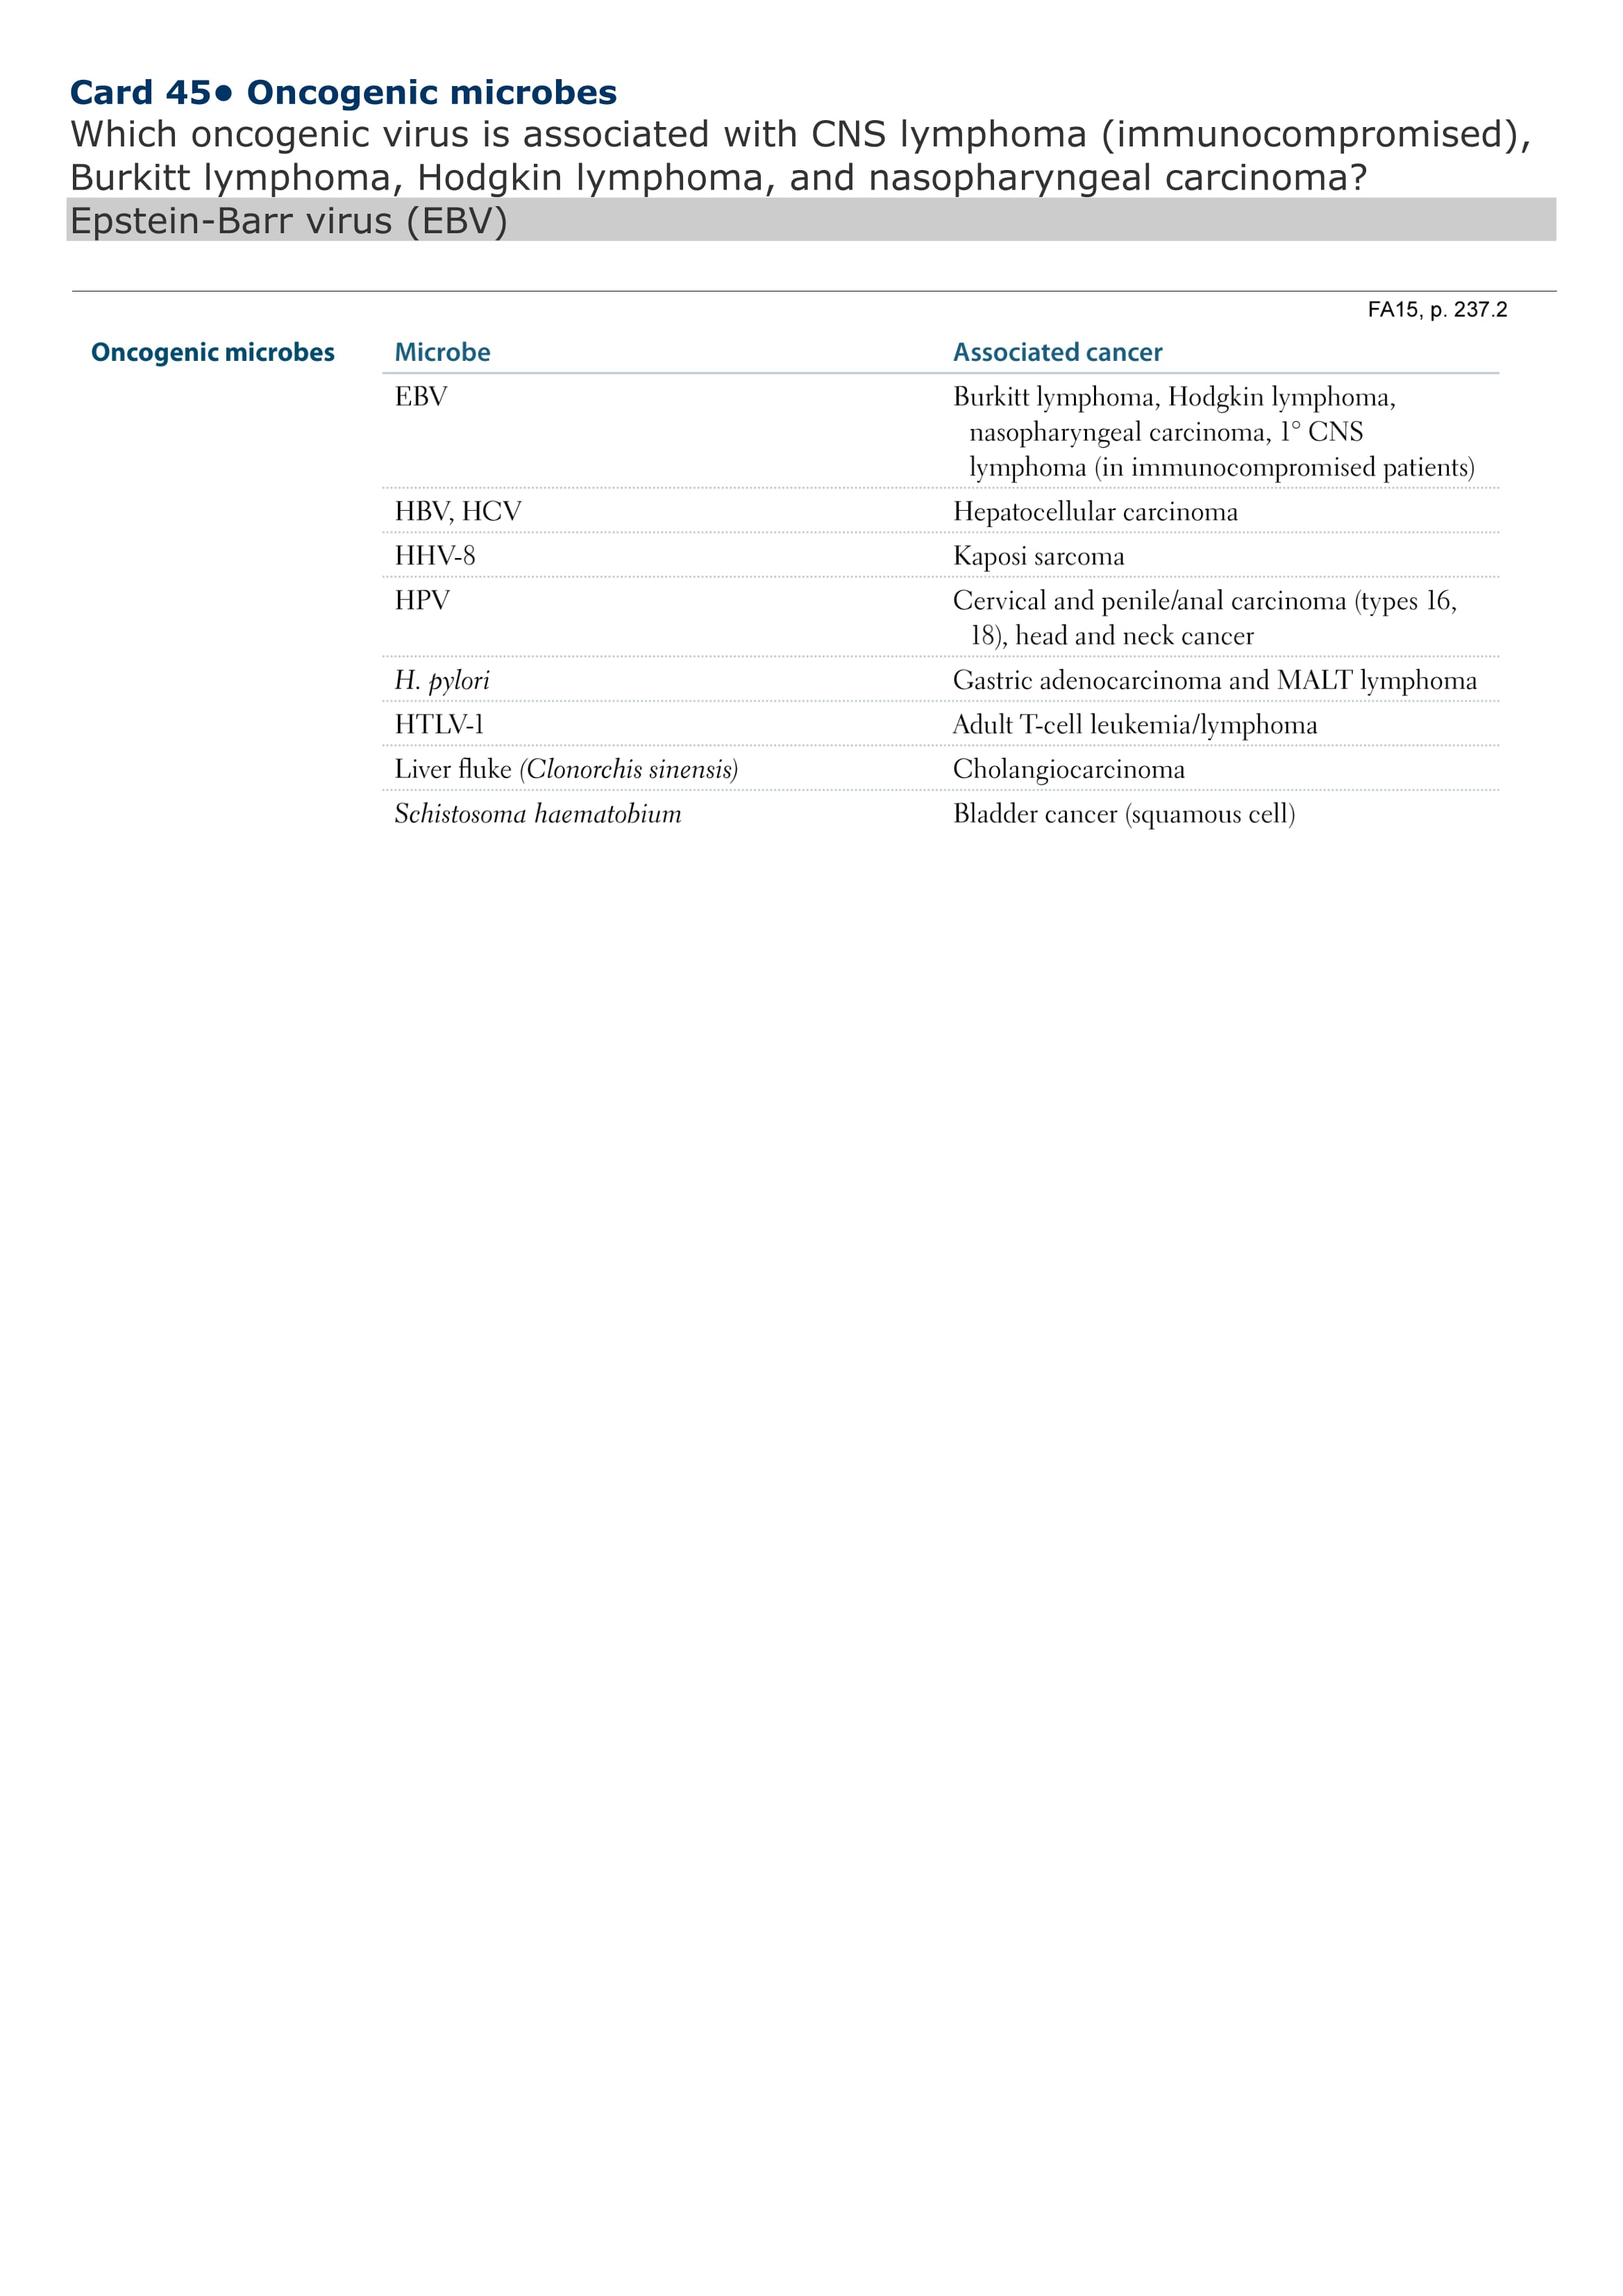 Card 45● Oncogenic microbes
Which oncogenic virus is associated with CNS lymphoma (immunocompromised),
Burkitt lymphoma, Hodgkin lymphoma, and nasopharyngeal carcinoma?
Epstein-Barr virus (EBV)
FA15, p. 237.2
Oncogenic microbes Microbe Associated cancer
EBV Burkitt lymphoma, Hodgkin lymphoma,
nasopharyngeal carcinoma, 1° CNS
lymphoma (in immunocompromised patients)
HBV, HCV Hepatocellular carcinoma
HHV-8 Kaposi sarcoma
HPV Cervical and penile/anal carcinoma (types 16,
18), head and neck cancer
H. pylori Gastric adenocarcinoma and MALT lymphoma
HTLV-1 Adult T-cell leukemia/lymphoma
Liver fluke (Clonorchis sinensis) Cholangiocarcinoma
Schistosoma haematobium Bladder cancer (squamous cell)